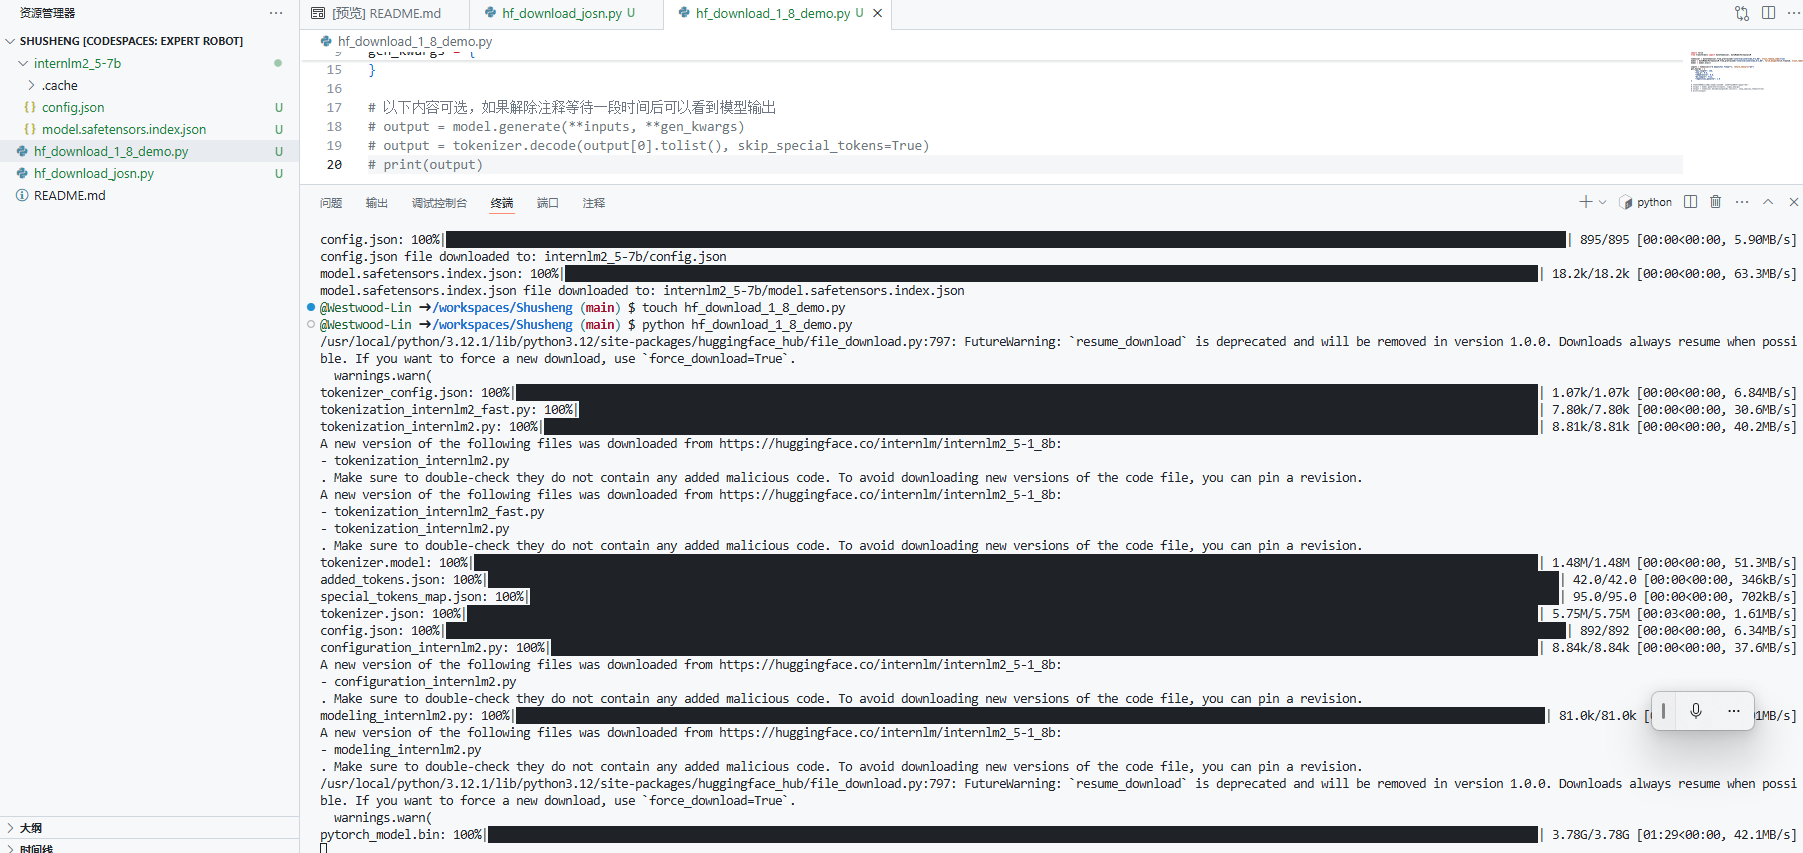 资源管理器
SHUSHENG [CODESPACES: EXPERT ROBOT]
internlm2_5-7b
.cache
{} config.json U
{} model.safetensors.index.json U
hf_download_1_8_demo.py U
hf_download_josn.py U
README.md
大纲
时间线
[预览] README.md
hf_download_josn.py U
hf_download_1_8_demo.py U
hf_download_1_8_demo.py
9 gen_kwargs = {
15 }
16
17 # 以下内容可选，如果解除注释等待一段时间后可以看到模型输出
18 # output = model.generate(**inputs, **gen_kwargs)
19 # output = tokenizer.decode(output[0].tolist(), skip_special_tokens=True)
20 # print(output)
问题 输出 调试控制台 终端 端口 注释
python
config.json: 100%| | 895/895 [00:00<00:00, 5.90MB/s]
config.json file downloaded to: internlm2_5-7b/config.json
model.safetensors.index.json: 100%| | 18.2k/18.2k [00:00<00:00, 63.3MB/s]
model.safetensors.index.json file downloaded to: internlm2_5-7b/model.safetensors.index.json
@Westwood-Lin ➜/workspaces/Shusheng (main) $ touch hf_download_1_8_demo.py
@Westwood-Lin ➜/workspaces/Shusheng (main) $ python hf_download_1_8_demo.py
/usr/local/python/3.12.1/lib/python3.12/site-packages/huggingface_hub/file_download.py:797: FutureWarning: `resume_download` is deprecated and will be removed in version 1.0.0. Downloads always resume when possi
ble. If you want to force a new download, use `force_download=True`.
warnings.warn(
tokenizer_config.json: 100%| | 1.07k/1.07k [00:00<00:00, 6.84MB/s]
tokenization_internlm2_fast.py: 100%| | 7.80k/7.80k [00:00<00:00, 30.6MB/s]
tokenization_internlm2.py: 100%| | 8.81k/8.81k [00:00<00:00, 40.2MB/s]
A new version of the following files was downloaded from https://huggingface.co/internlm/internlm2_5-1_8b:
- tokenization_internlm2.py
. Make sure to double-check they do not contain any added malicious code. To avoid downloading new versions of the code file, you can pin a revision.
A new version of the following files was downloaded from https://huggingface.co/internlm/internlm2_5-1_8b:
- tokenization_internlm2_fast.py
- tokenization_internlm2.py
. Make sure to double-check they do not contain any added malicious code. To avoid downloading new versions of the code file, you can pin a revision.
tokenizer.model: 100%| | 1.48M/1.48M [00:00<00:00, 51.3MB/s]
added_tokens.json: 100%| | 42.0/42.0 [00:00<00:00, 346kB/s]
special_tokens_map.json: 100%| | 95.0/95.0 [00:00<00:00, 702kB/s]
tokenizer.json: 100%| | 5.75M/5.75M [00:03<00:00, 1.61MB/s]
config.json: 100%| | 892/892 [00:00<00:00, 6.34MB/s]
configuration_internlm2.py: 100%| | 8.84k/8.84k [00:00<00:00, 37.6MB/s]
A new version of the following files was downloaded from https://huggingface.co/internlm/internlm2_5-1_8b:
- configuration_internlm2.py
. Make sure to double-check they do not contain any added malicious code. To avoid downloading new versions of the code file, you can pin a revision.
modeling_internlm2.py: 100%| | 81.0k/81.0k [ MB/s]
A new version of the following files was downloaded from https://huggingface.co/internlm/internlm2_5-1_8b:
- modeling_internlm2.py
. Make sure to double-check they do not contain any added malicious code. To avoid downloading new versions of the code file, you can pin a revision.
/usr/local/python/3.12.1/lib/python3.12/site-packages/huggingface_hub/file_download.py:797: FutureWarning: `resume_download` is deprecated and will be removed in version 1.0.0. Downloads always resume when possi
ble. If you want to force a new download, use `force_download=True`.
warnings.warn(
pytorch_model.bin: 100%| | 3.78G/3.78G [01:29<00:00, 42.1MB/s]